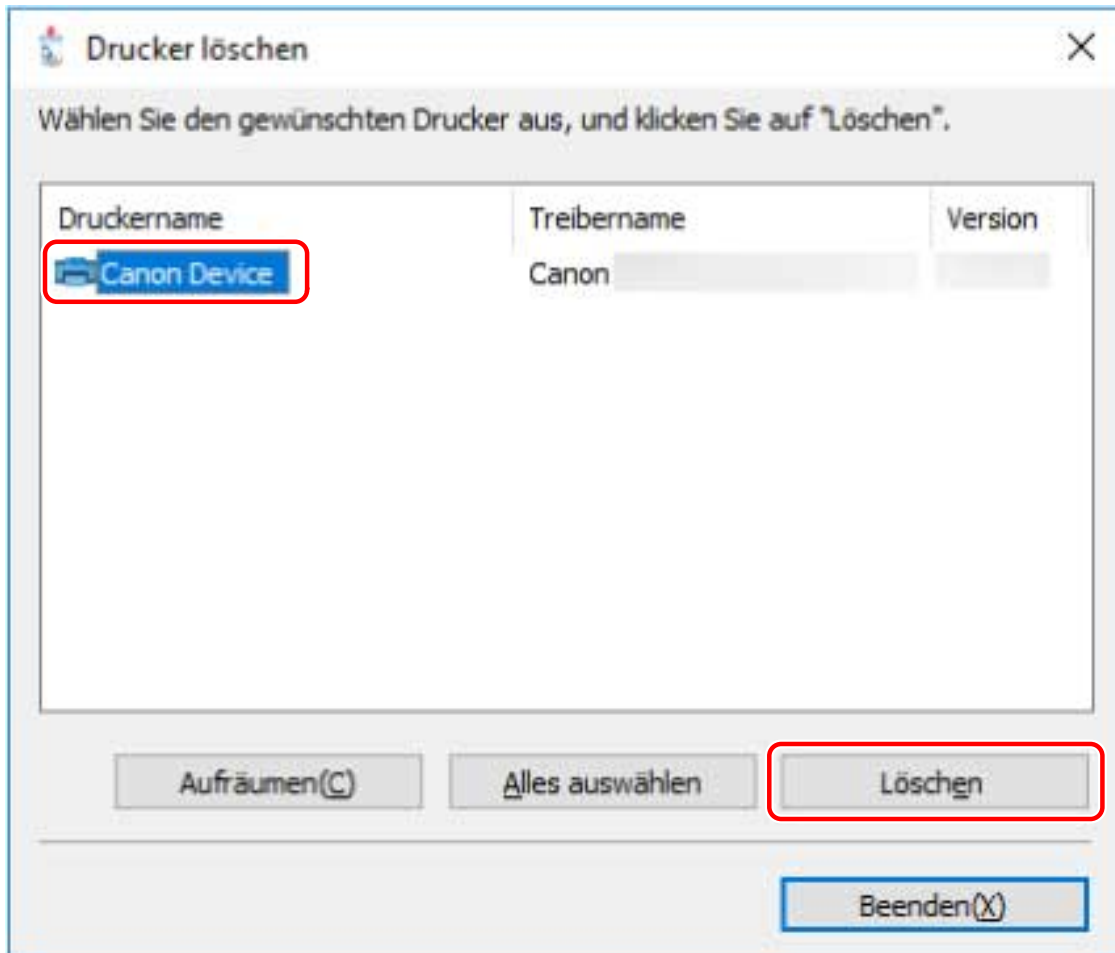 Drucker löschen
Wählen Sie den gewünschten Drucker aus, und klicken Sie auf "Löschen".
Druckername Treibername Version
Canon Device Canon
Aufräumen(C) Alles auswählen Löschen
Beenden(X)